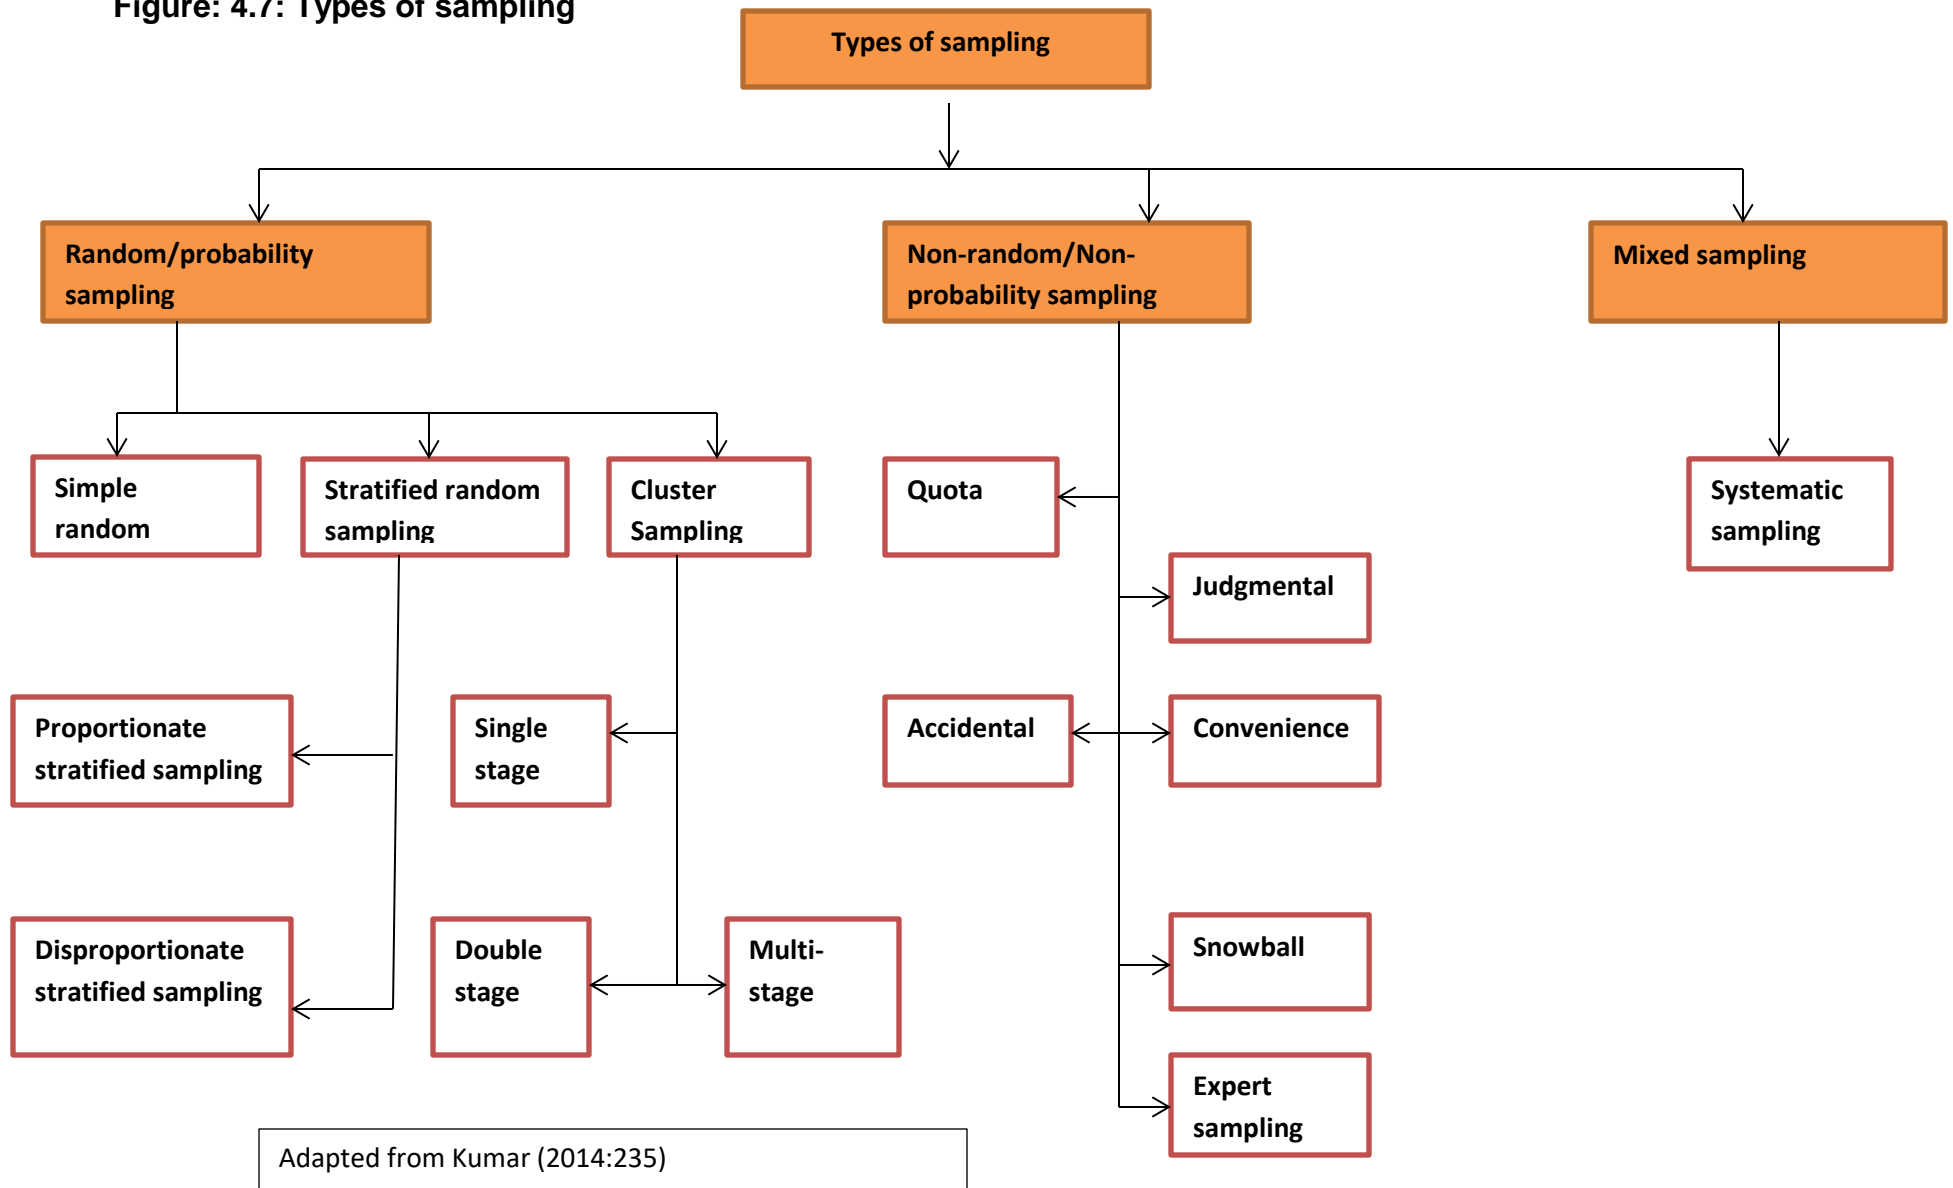 Figure: 4.7: Types of sampling
Types of sampling
Random/probability
sampling
Non-random/Non-
probability sampling
Mixed sampling
Simple
random
Stratified random
sampling
Cluster
Sampling
Quota
Systematic
sampling
Judgmental
Proportionate
stratified sampling
Single
stage
Accidental
Convenience
Disproportionate
stratified sampling
Double
stage
Multi-
stage
Snowball
Expert
sampling
Adapted from Kumar (2014:235)